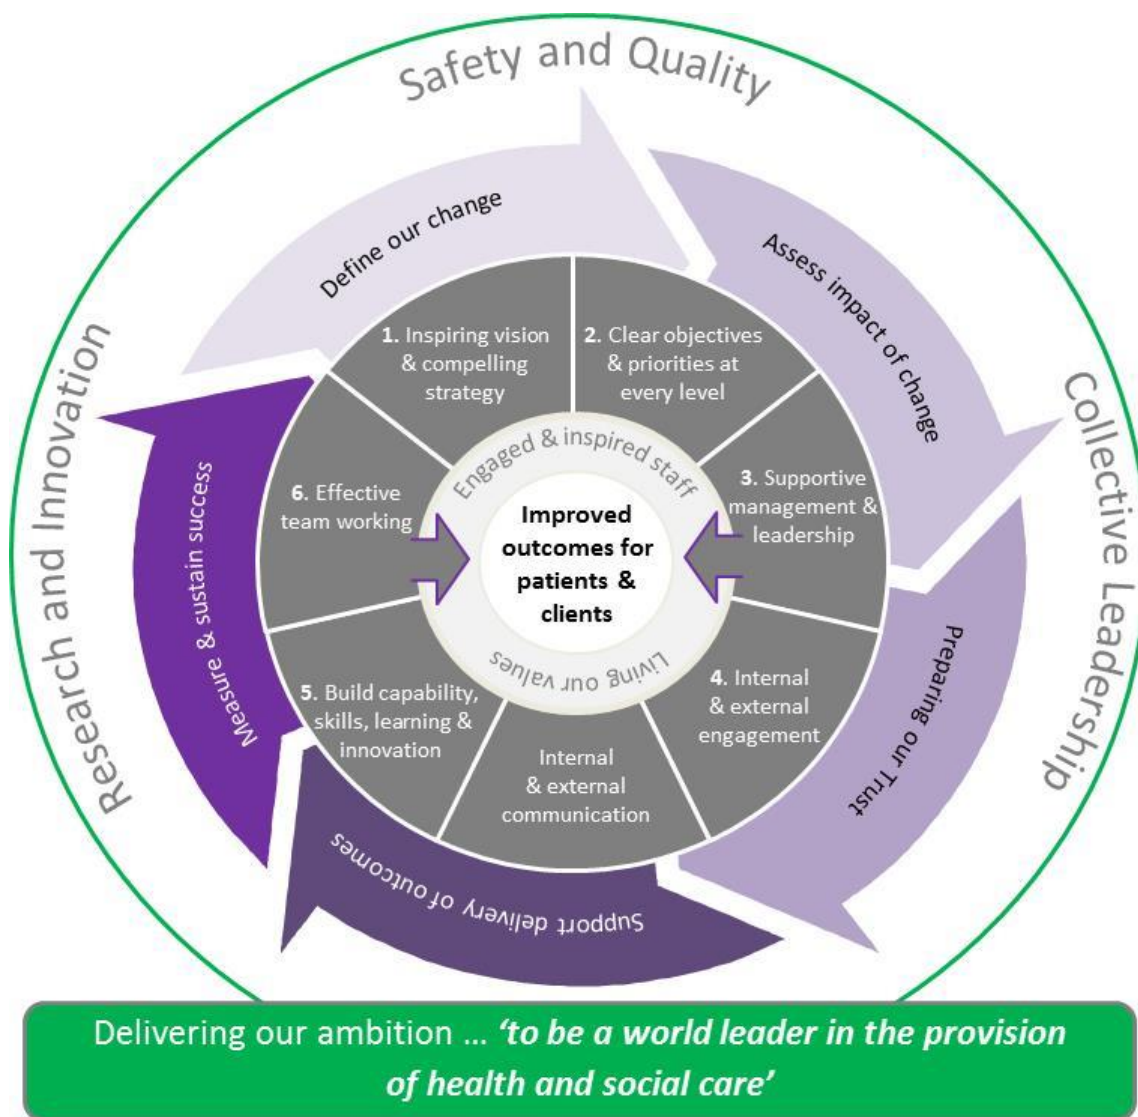 Safety and Quality
Collective Leadership
Research and Innovation
Define our change
Assess impact of change
Preparing our Trust
Support delivery of outcomes
Measure & sustain success
1. Inspiring vision
& compelling
strategy
2. Clear objectives
& priorities at
every level
3. Supportive
management &
leadership
4. Internal
& external
engagement
Internal
& external
communication
5. Build capability,
skills, learning &
innovation
6. Effective
team working
Engaged & inspired staff
Improved
outcomes for
patients &
clients
Living our values
Delivering our ambition … ‘to be a world leader in the provision
of health and social care’